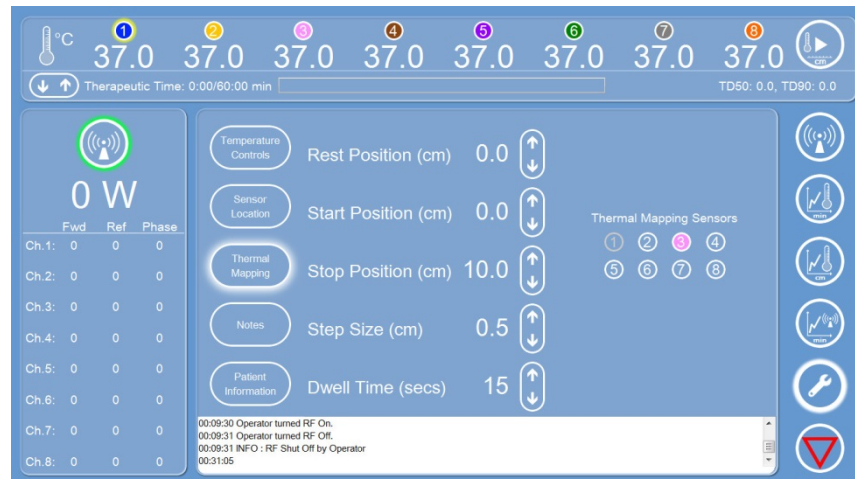 °C 1 2 3 4 5 6 7 8
37.0 37.0 37.0 37.0 37.0 37.0 37.0 37.0
cm
Therapeutic Time: 0:00/60:00 min
TD50: 0.0, TD90: 0.0
0 W
Fwd Ref Phase
Ch.1: 0 0 0
Ch.2: 0 0 0
Ch.3: 0 0 0
Ch.4: 0 0 0
Ch.5: 0 0 0
Ch.6: 0 0 0
Ch.7: 0 0 0
Ch.8: 0 0 0
Temperature
Controls
Rest Position (cm) 0.0
Sensor
Location
Start Position (cm) 0.0
Thermal
Mapping
Stop Position (cm) 10.0
Notes
Step Size (cm) 0.5
Patient
Information
Dwell Time (secs) 15
Thermal Mapping Sensors
1 2 3 4
5 6 7 8
00:09:30 Operator turned RF On.
00:09:31 Operator turned RF Off.
00:09:31 INFO : RF Shut Off by Operator
00:31:05
min
cm
min